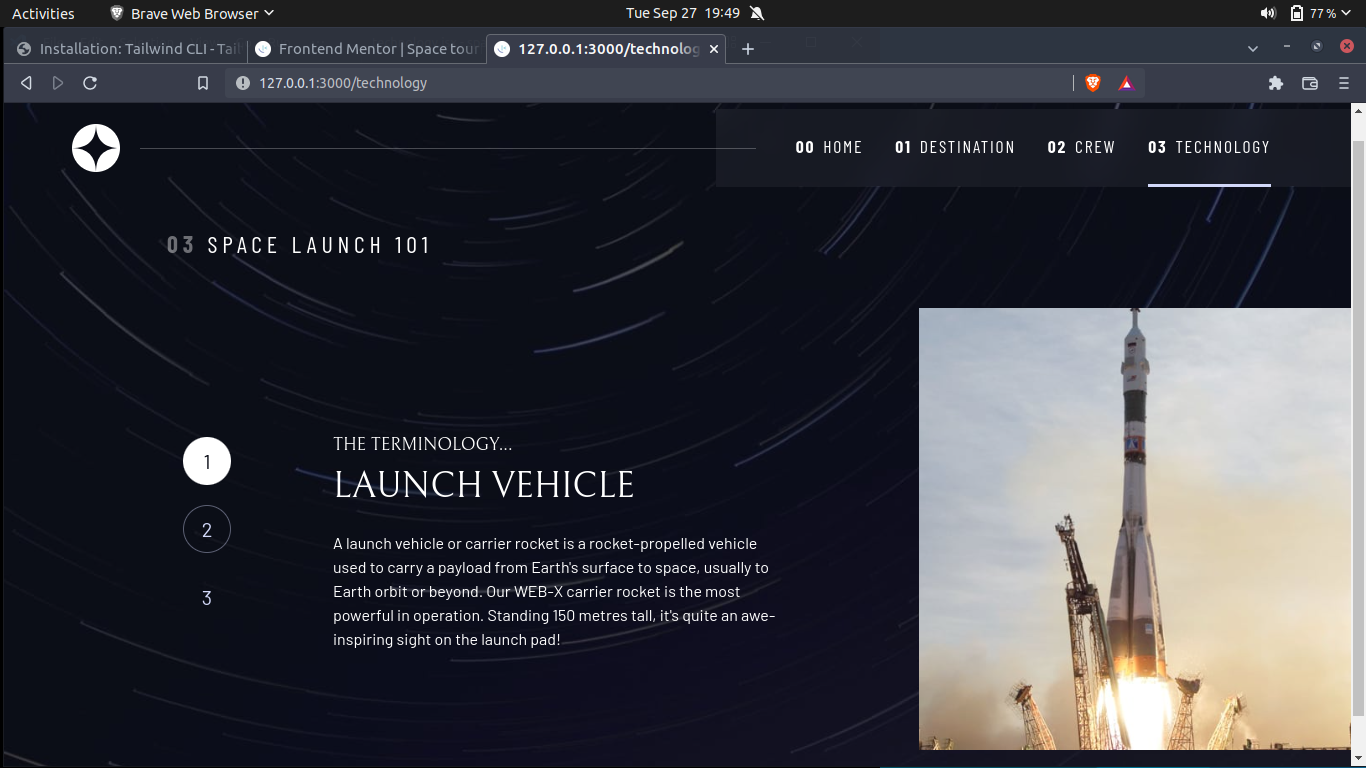 Activities
Brave Web Browser
Tue Sep 27 19:49
77 %
Installation: Tailwind CLI - Tail
Frontend Mentor | Space tour
127.0.0.1:3000/technolog
127.0.0.1:3000/technology
00 HOME
01 DESTINATION
02 CREW
03 TECHNOLOGY
03 SPACE LAUNCH 101
1
2
3
THE TERMINOLOGY...
LAUNCH VEHICLE
A launch vehicle or carrier rocket is a rocket-propelled vehicle
used to carry a payload from Earth's surface to space, usually to
Earth orbit or beyond. Our WEB-X carrier rocket is the most
powerful in operation. Standing 150 metres tall, it's quite an awe-
inspiring sight on the launch pad!